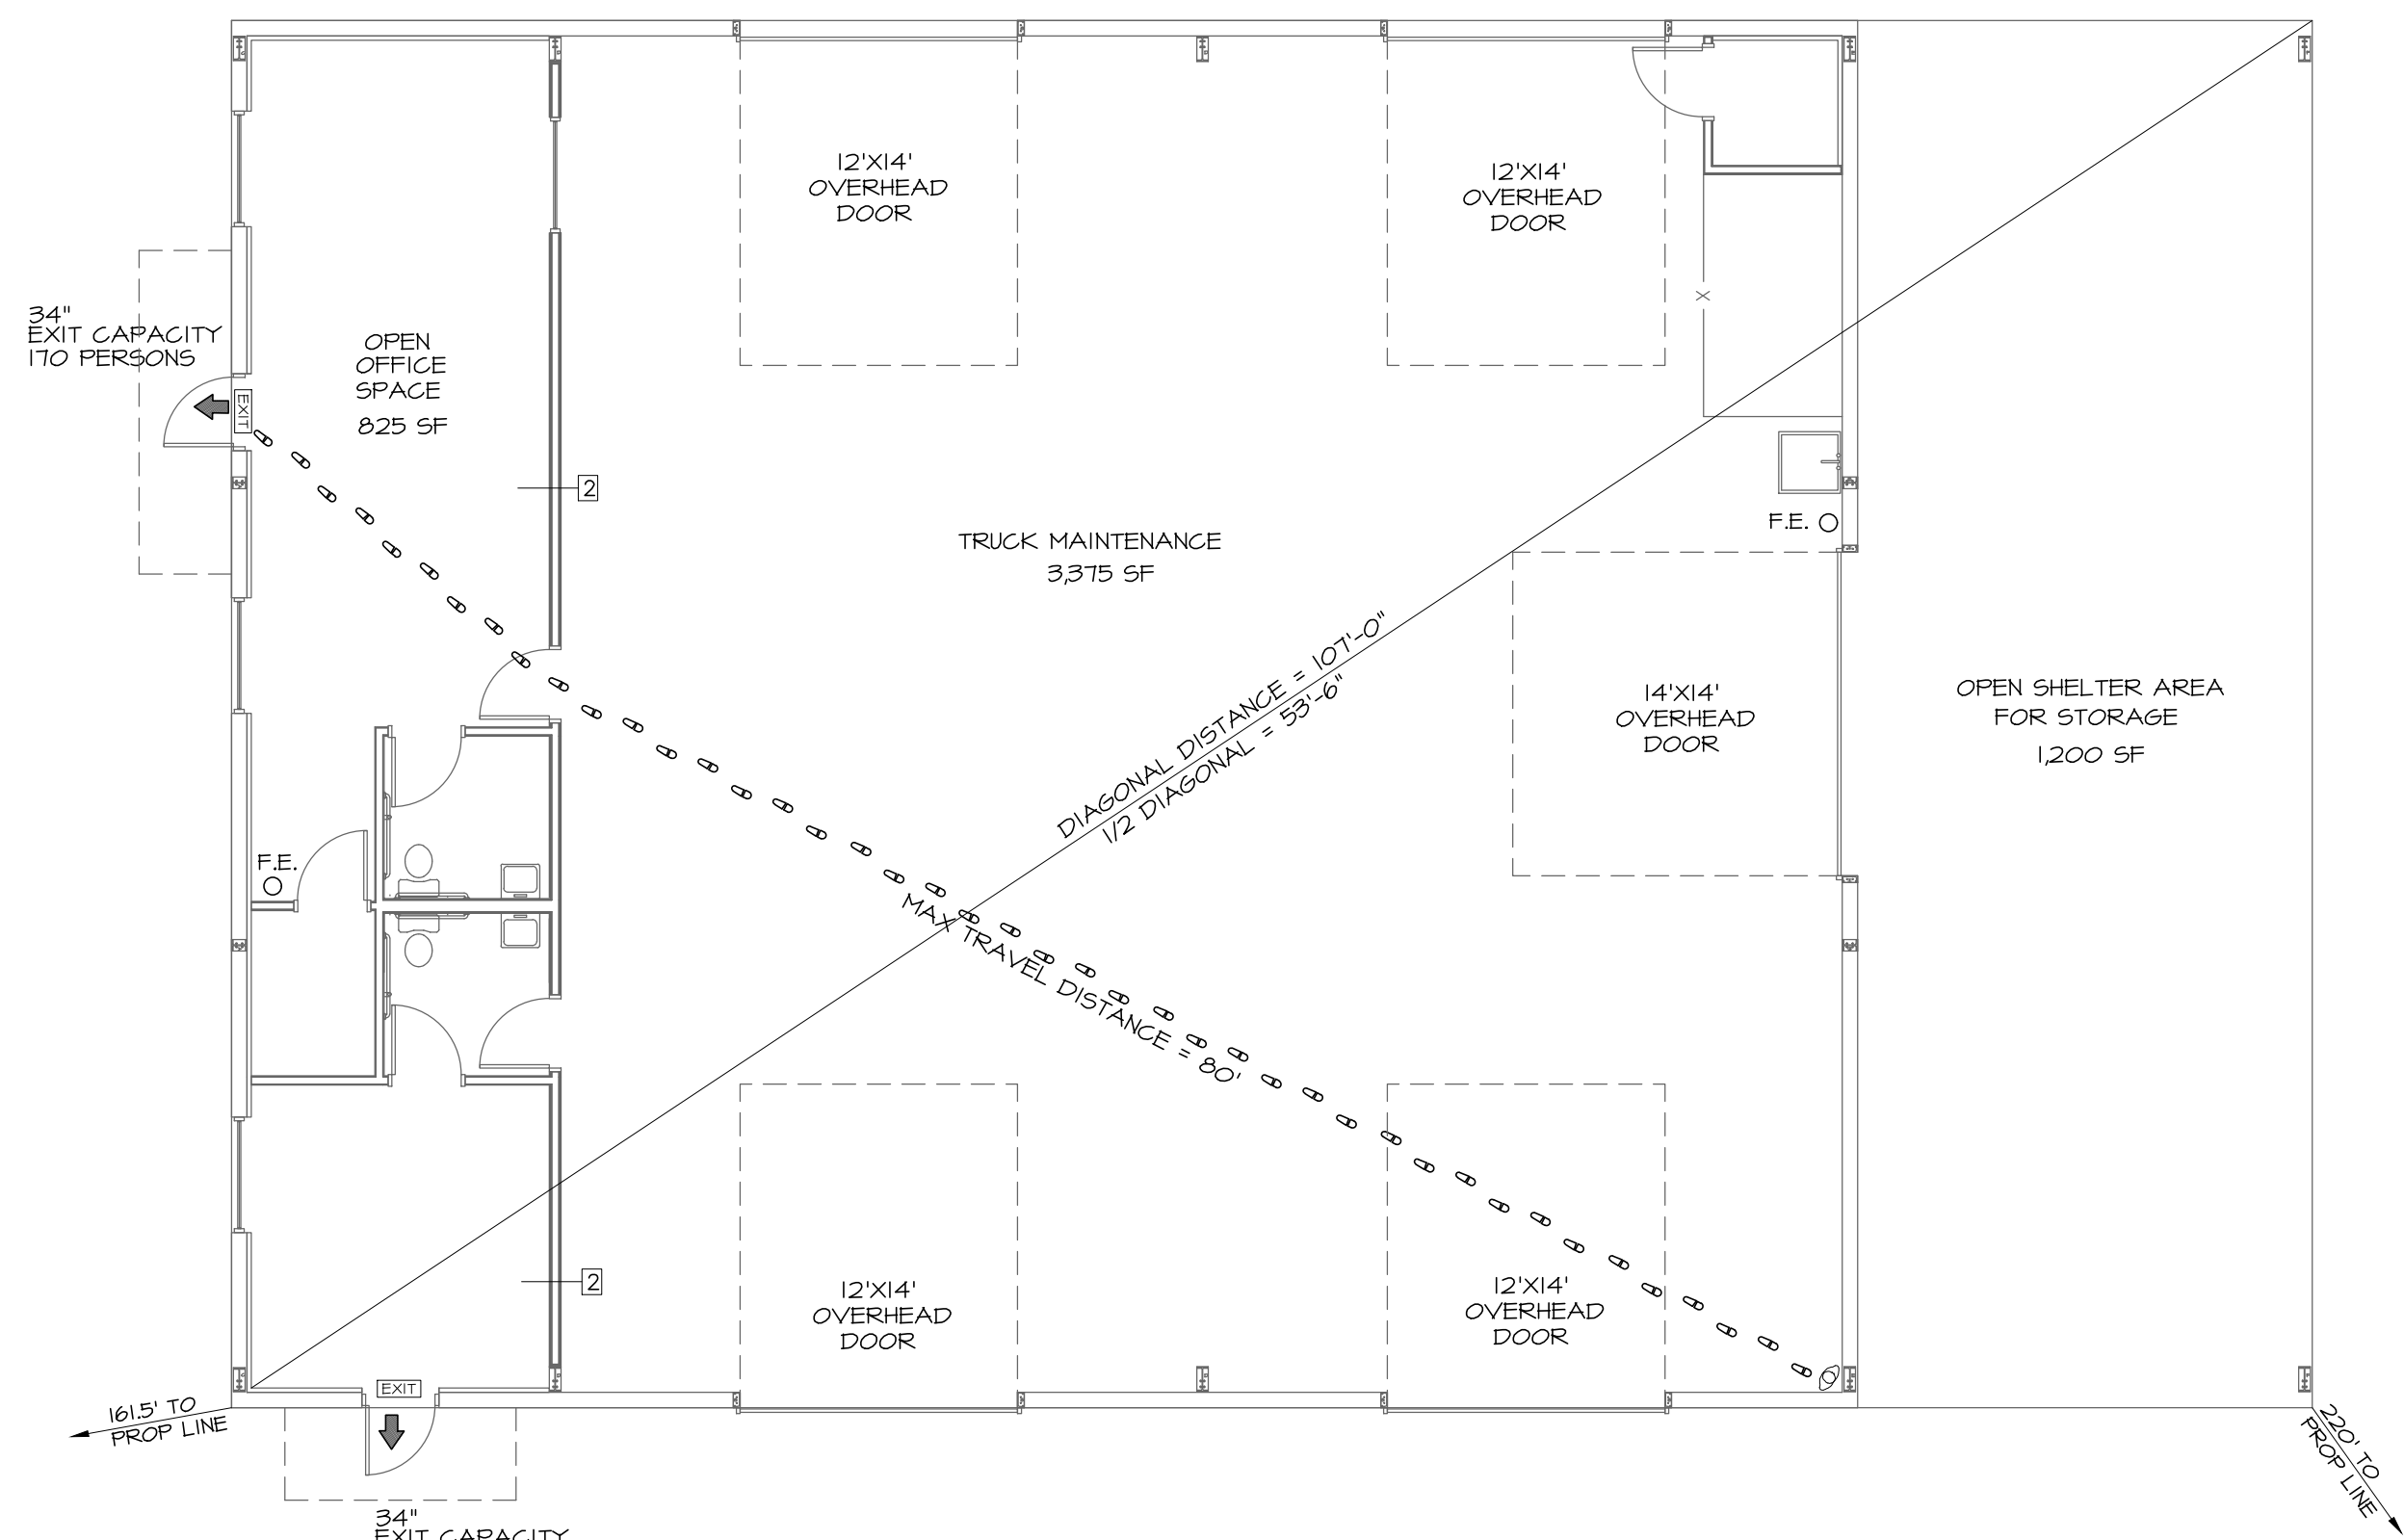 12'X14'
OVERHEAD
DOOR
12'X14'
OVERHEAD
DOOR
34"
EXIT CAPACITY
170 PERSONS
EXIT
OPEN
OFFICE
SPACE
825 SF
X
2
F.E.
TRUCK MAINTENANCE
3,375 SF
DIAGONAL DISTANCE = 107'-0"
1/2 DIAGONAL = 53'-6"
14'X14'
OVERHEAD
DOOR
OPEN SHELTER AREA
FOR STORAGE
1,200 SF
F.E.
MAX TRAVEL DISTANCE = 80'
2
12'X14'
OVERHEAD
DOOR
12'X14'
OVERHEAD
DOOR
EXIT
161.5' TO
PROP LINE
220' TO
PROP LINE
34"
EXIT CAPACITY